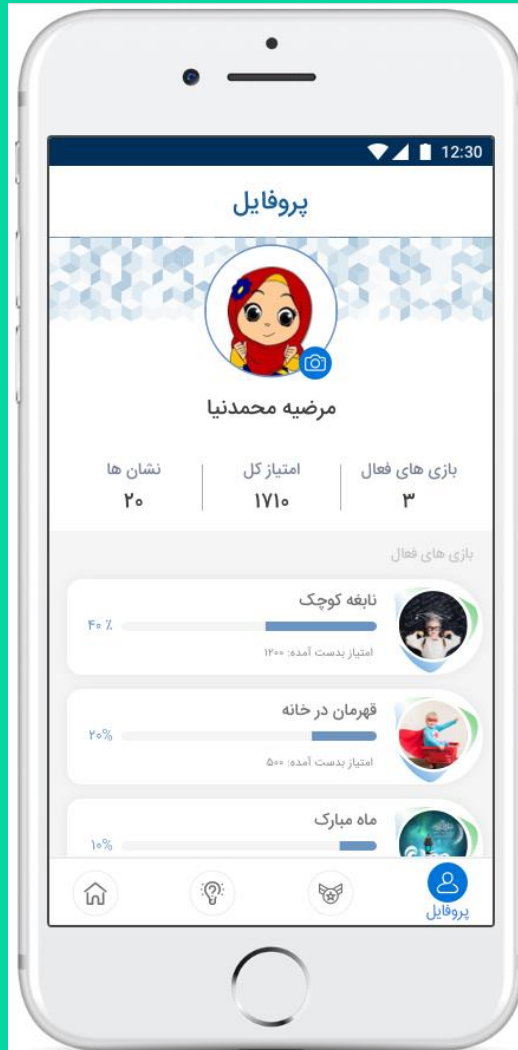 12:30
پروفایل
مرضیه محمدنیا
بازی های فعال
۳
امتیاز کل
۱۷۱۰
نشان ها
۲۰
بازی های فعال
نابغه کوچک
۴۰ ٪
امتیاز بدست آمده: ۱۲۰۰
قهرمان در خانه
۲۰%
امتیاز بدست آمده: ۵۰۰
ماه مبارک
۱۰%
پروفایل